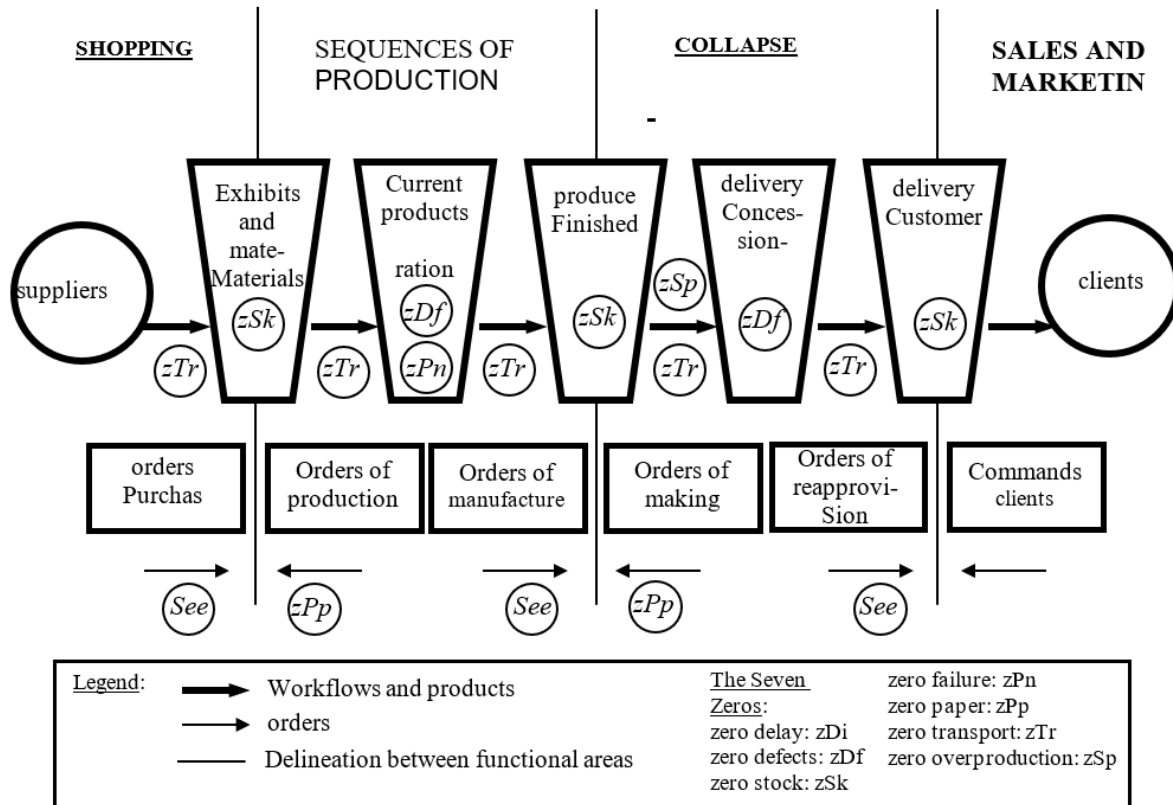 SHOPPING
SEQUENCES OF
PRODUCTION
COLLAPSE
-
SALES AND
MARKETIN
suppliers
Exhibits
and
mate-
Materials
zSk
Current
products
ration
zDf
zPn
produce
Finished
zSk
delivery
Conces-
sion-
zDf
delivery
Customer
zSk
clients
zTr
zTr
zTr
zSp
zTr
zTr
orders
Purchas
Orders of
production
Orders of
manufacture
Orders of
making
Orders of
reapprovi-
Sion
Commands
clients
See
zPp
See
zPp
See
Legend:
Workflows and products
orders
Delineation between functional areas
The Seven
Zeros:
zero delay: zDi
zero defects: zDf
zero stock: zSk
zero failure: zPn
zero paper: zPp
zero transport: zTr
zero overproduction: zSp